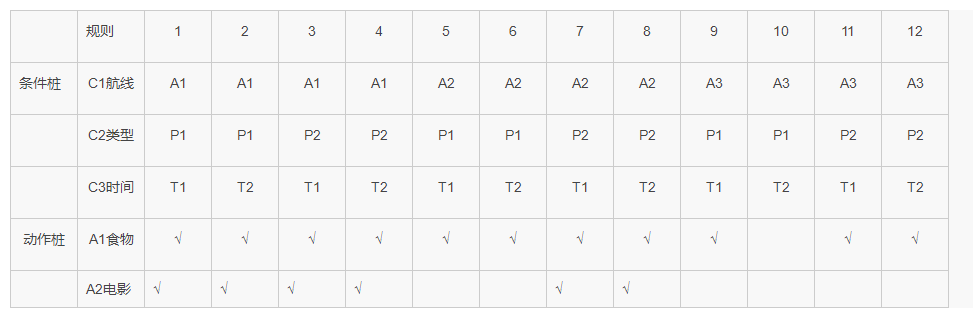 规则 1 2 3 4 5 6 7 8 9 10 11 12
条件桩 C1航线 A1 A1 A1 A1 A2 A2 A2 A2 A3 A3 A3 A3
C2类型 P1 P1 P2 P2 P1 P1 P2 P2 P1 P1 P2 P2
C3时间 T1 T2 T1 T2 T1 T2 T1 T2 T1 T2 T1 T2
动作桩 A1食物 √ √ √ √ √ √ √ √ √ √ √
A2电影 √ √ √ √ √ √